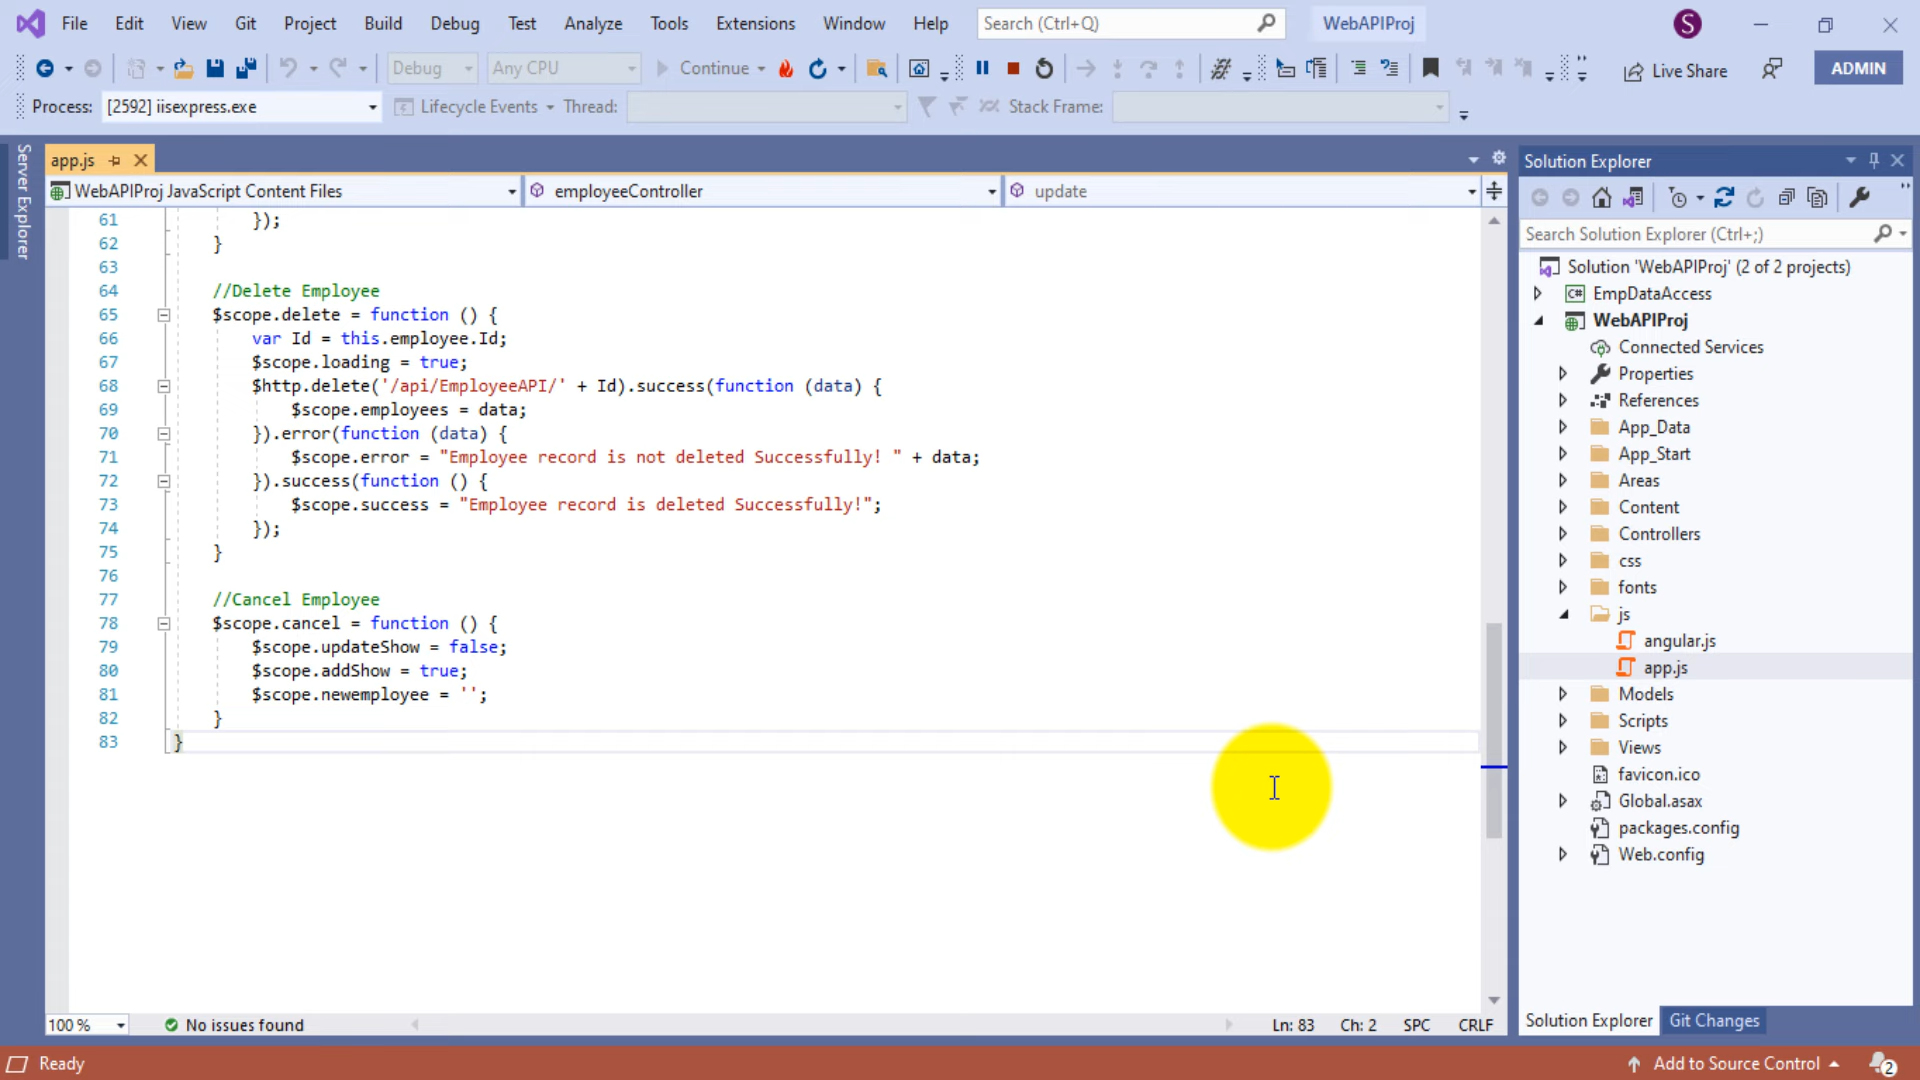 File Edit View Git Project Build Debug Test Analyze Tools Extensions Window Help Search (Ctrl+Q) WebAPIProj S
Debug Any CPU Continue Live Share ADMIN
Process: [2592] iisexpress.exe Lifecycle Events Thread: Stack Frame:
Server Explorer
app.js
WebAPIProj JavaScript Content Files employeeController update
61 });
62 }
63
64 //Delete Employee
65 $scope.delete = function () {
66 var Id = this.employee.Id;
67 $scope.loading = true;
68 $http.delete('/api/EmployeeAPI/' + Id).success(function (data) {
69 $scope.employees = data;
70 }).error(function (data) {
71 $scope.error = "Employee record is not deleted Successfully! " + data;
72 }).success(function () {
73 $scope.success = "Employee record is deleted Successfully!";
74 });
75 }
76
77 //Cancel Employee
78 $scope.cancel = function () {
79 $scope.updateShow = false;
80 $scope.addShow = true;
81 $scope.newemployee = '';
82 }
83 }
100 % No issues found Ln: 83 Ch: 2 SPC CRLF
Solution Explorer
Search Solution Explorer (Ctrl+;)
Solution 'WebAPIProj' (2 of 2 projects)
C# EmpDataAccess
WebAPIProj
Connected Services
Properties
References
App_Data
App_Start
Areas
Content
Controllers
css
fonts
js
angular.js
app.js
Models
Scripts
Views
favicon.ico
Global.asax
packages.config
Web.config
Solution Explorer Git Changes
Ready Add to Source Control 2